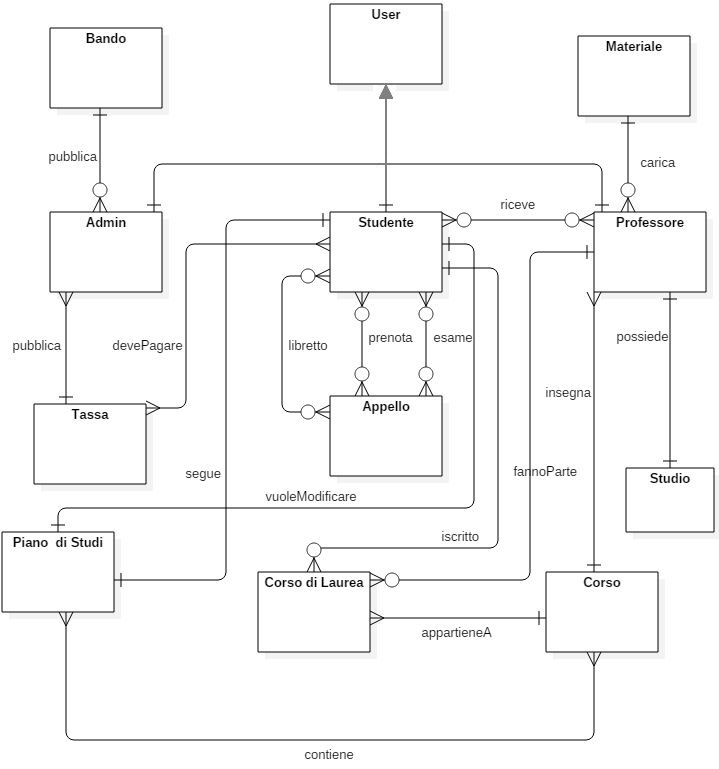 User
Bando
Materiale
pubblica
carica
riceve
Admin
Studente
Professore
pubblica
devePagare
libretto
prenota
esame
possiede
insegna
Tassa
Appello
segue
fannoParte
Studio
vuoleModificare
iscritto
Piano  di Studi
Corso di Laurea
Corso
appartieneA
contiene